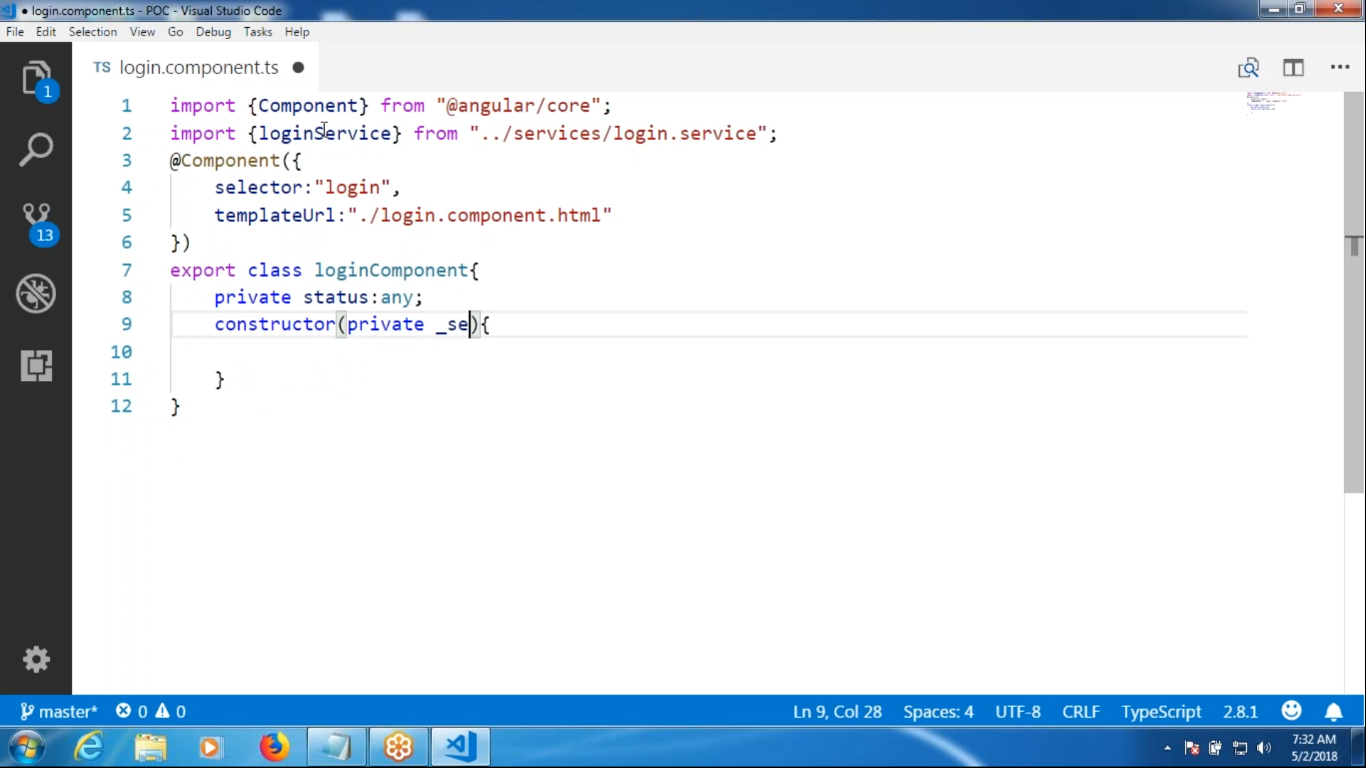 ● login.component.ts - POC - Visual Studio Code
File Edit Selection View Go Debug Tasks Help
TS login.component.ts ●
1 import {Component} from "@angular/core";
2 import {loginService} from "../services/login.service";
3 @Component({
4 selector:"login",
5 templateUrl:"./login.component.html"
6 })
7 export class loginComponent{
8 private status:any;
9 constructor(private _se){
10
11 }
12 }
1
13
master* 0 0 Ln 9, Col 28 Spaces: 4 UTF-8 CRLF TypeScript 2.8.1
7:32 AM
5/2/2018